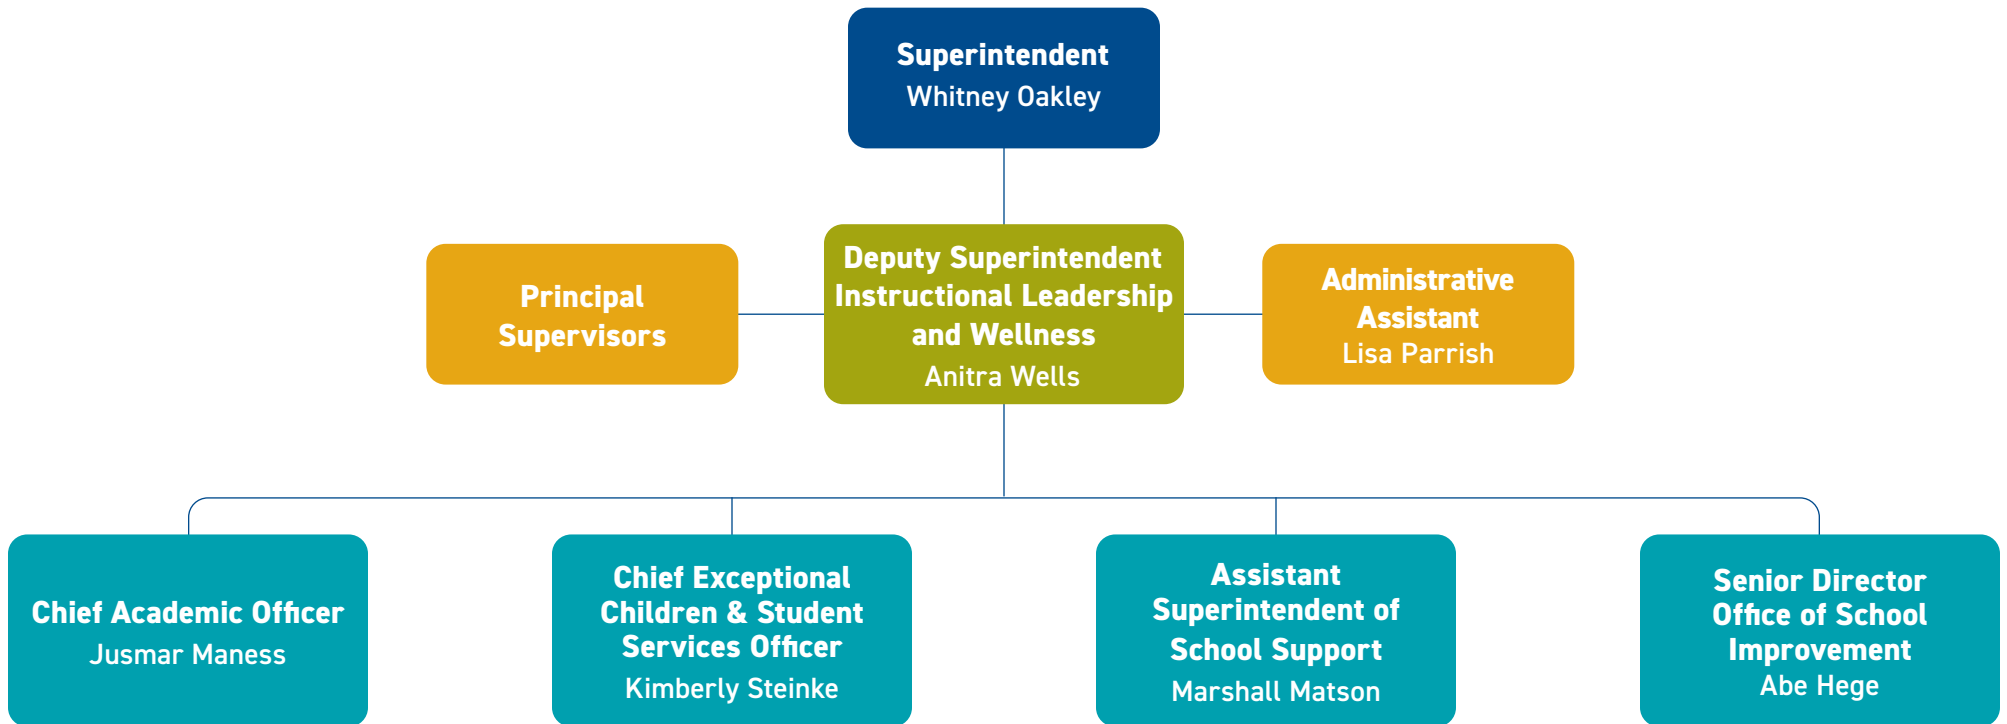 Superintendent
Whitney Oakley
Principal
Supervisors
Deputy Superintendent
Instructional Leadership
and Wellness
Anitra Wells
Administrative
Assistant
Lisa Parrish
Chief Academic Officer
Jusmar Maness
Chief Exceptional
Children & Student
Services Officer
Kimberly Steinke
Assistant
Superintendent of
School Support
Marshall Matson
Senior Director
Office of School
Improvement
Abe Hege